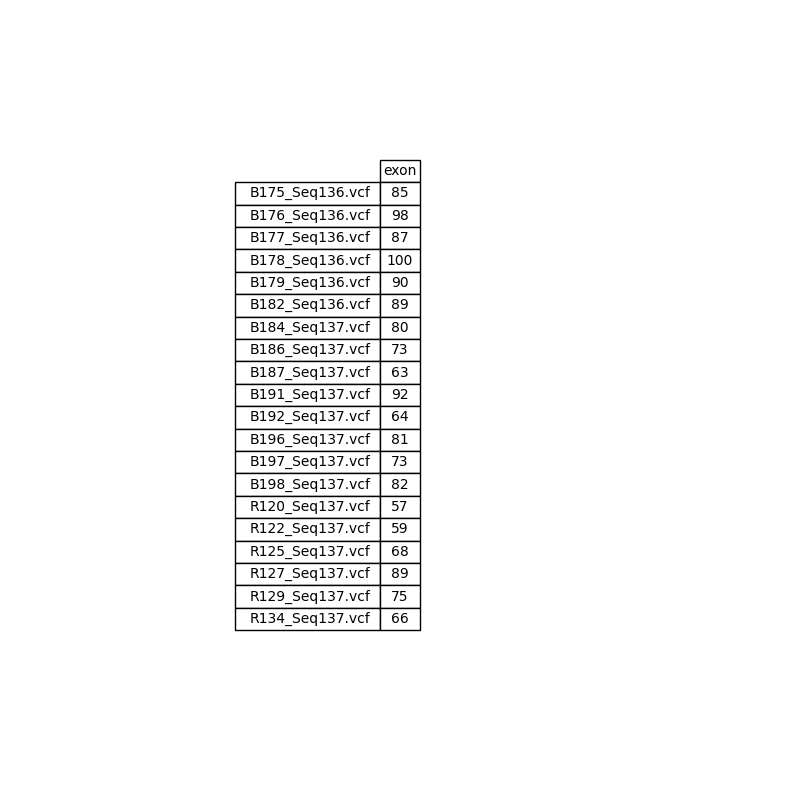 exon
B175_Seq136.vcf 85
B176_Seq136.vcf 98
B177_Seq136.vcf 87
B178_Seq136.vcf 100
B179_Seq136.vcf 90
B182_Seq136.vcf 89
B184_Seq137.vcf 80
B186_Seq137.vcf 73
B187_Seq137.vcf 63
B191_Seq137.vcf 92
B192_Seq137.vcf 64
B196_Seq137.vcf 81
B197_Seq137.vcf 73
B198_Seq137.vcf 82
R120_Seq137.vcf 57
R122_Seq137.vcf 59
R125_Seq137.vcf 68
R127_Seq137.vcf 89
R129_Seq137.vcf 75
R134_Seq137.vcf 66